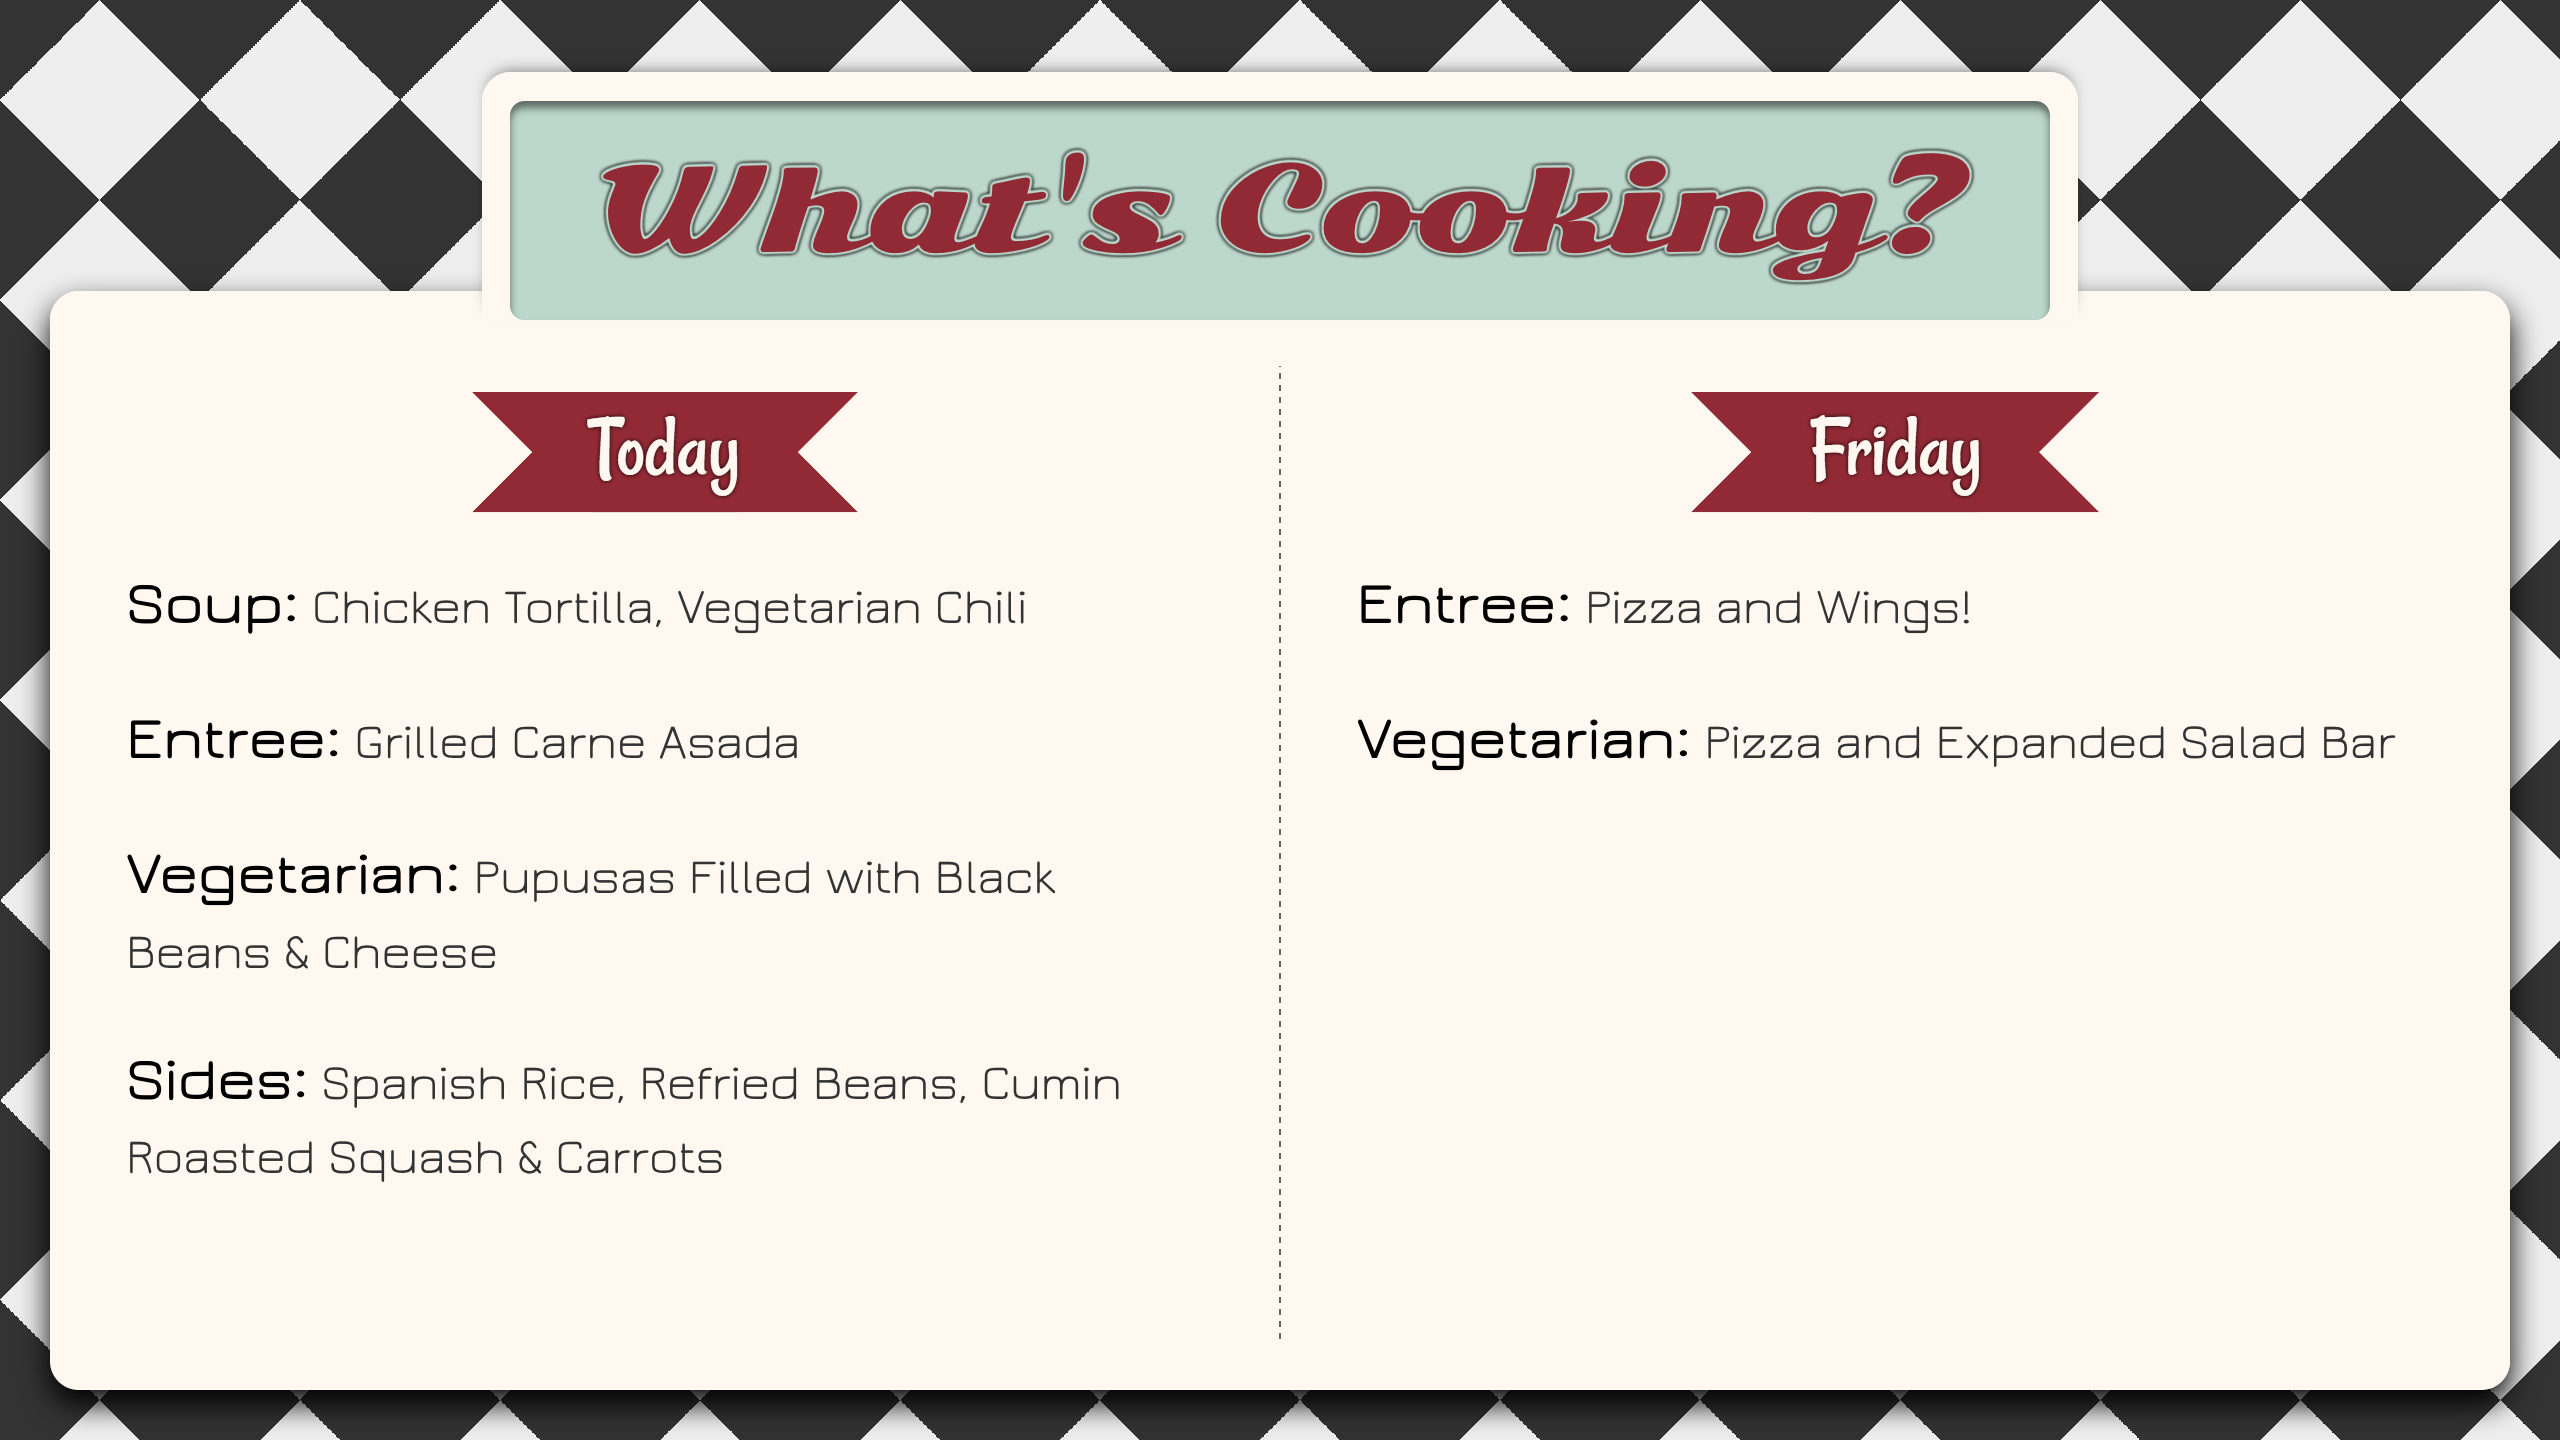 What's Cooking?
Today
Soup: Chicken Tortilla, Vegetarian Chili
Entree: Grilled Carne Asada
Vegetarian: Pupusas Filled with Black
Beans & Cheese
Sides: Spanish Rice, Refried Beans, Cumin
Roasted Squash & Carrots
Friday
Entree: Pizza and Wings!
Vegetarian: Pizza and Expanded Salad Bar